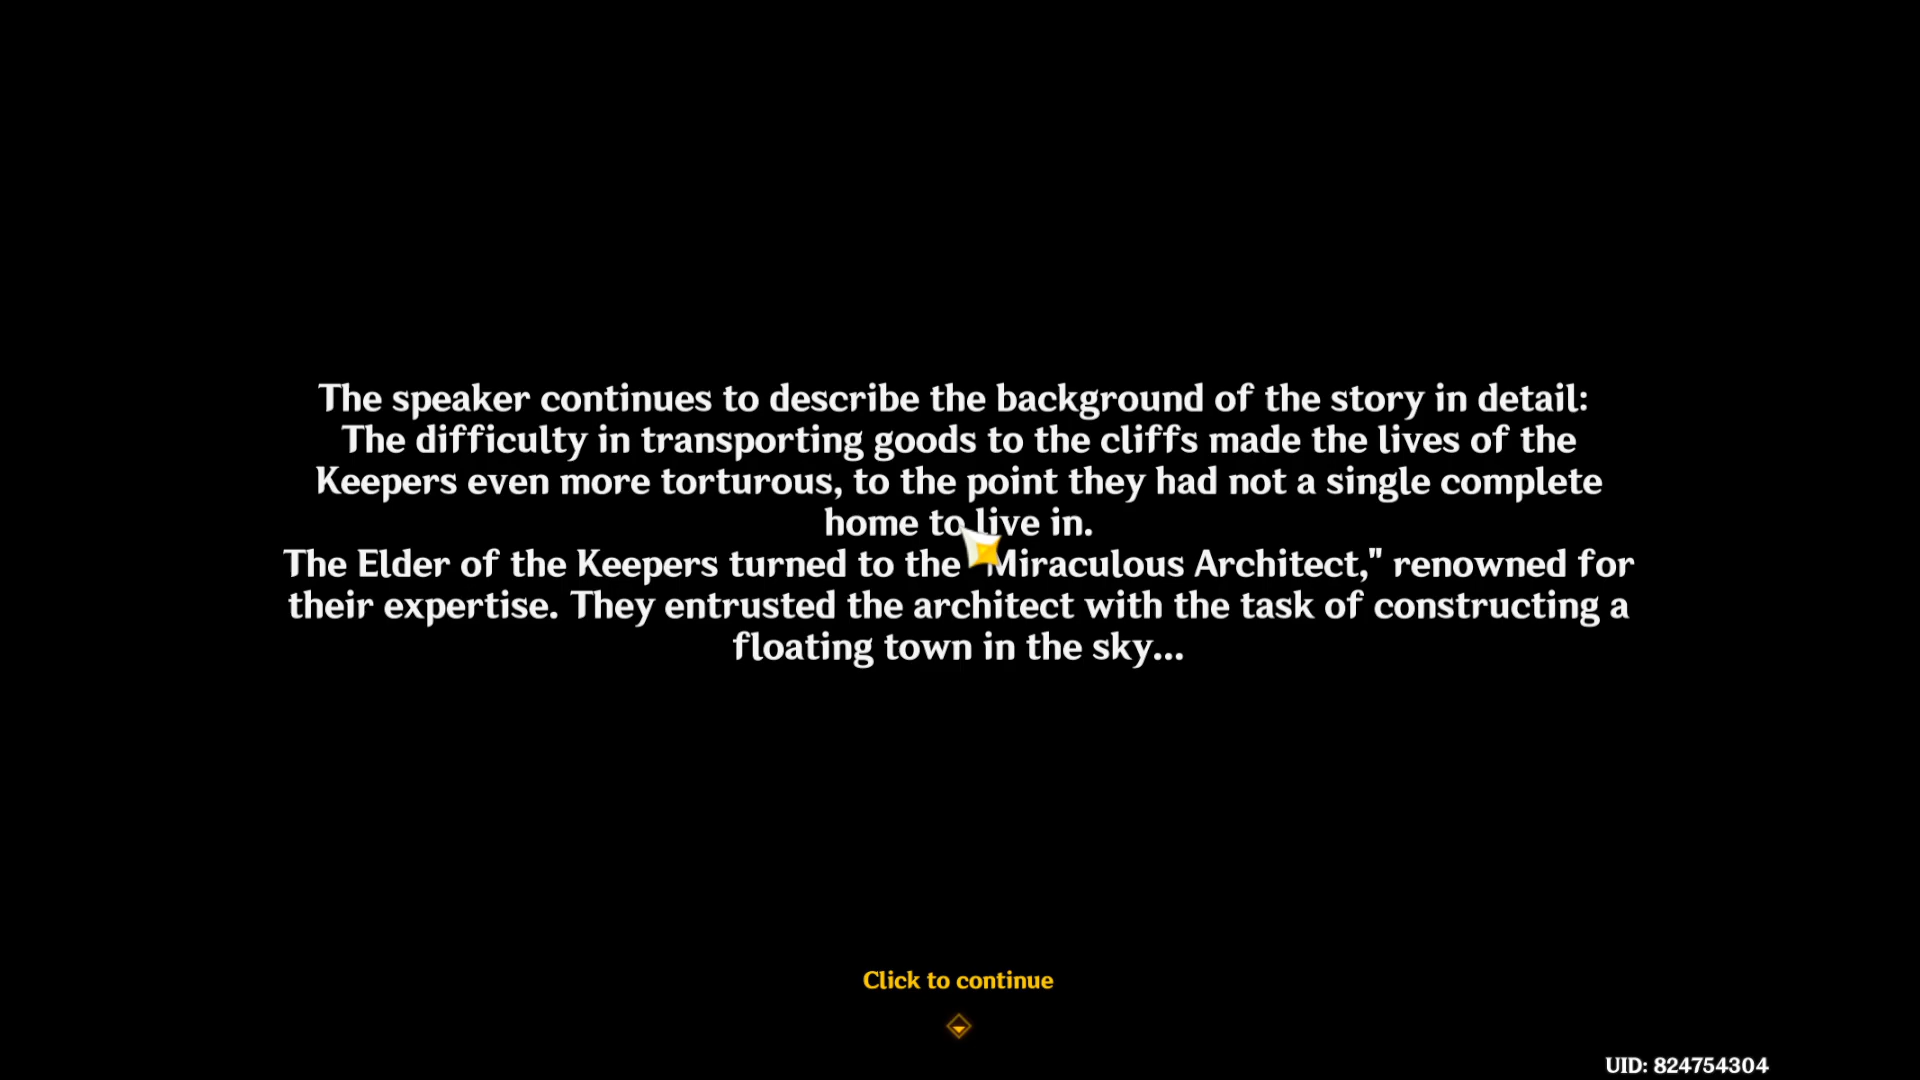 The speaker continues to describe the background of the story in detail:
The difficulty in transporting goods to the cliffs made the lives of the
Keepers even more torturous, to the point they had not a single complete
home to live in.
The Elder of the Keepers turned to the "Miraculous Architect," renowned for
their expertise. They entrusted the architect with the task of constructing a
floating town in the sky...
Click to continue
UID: 824754304